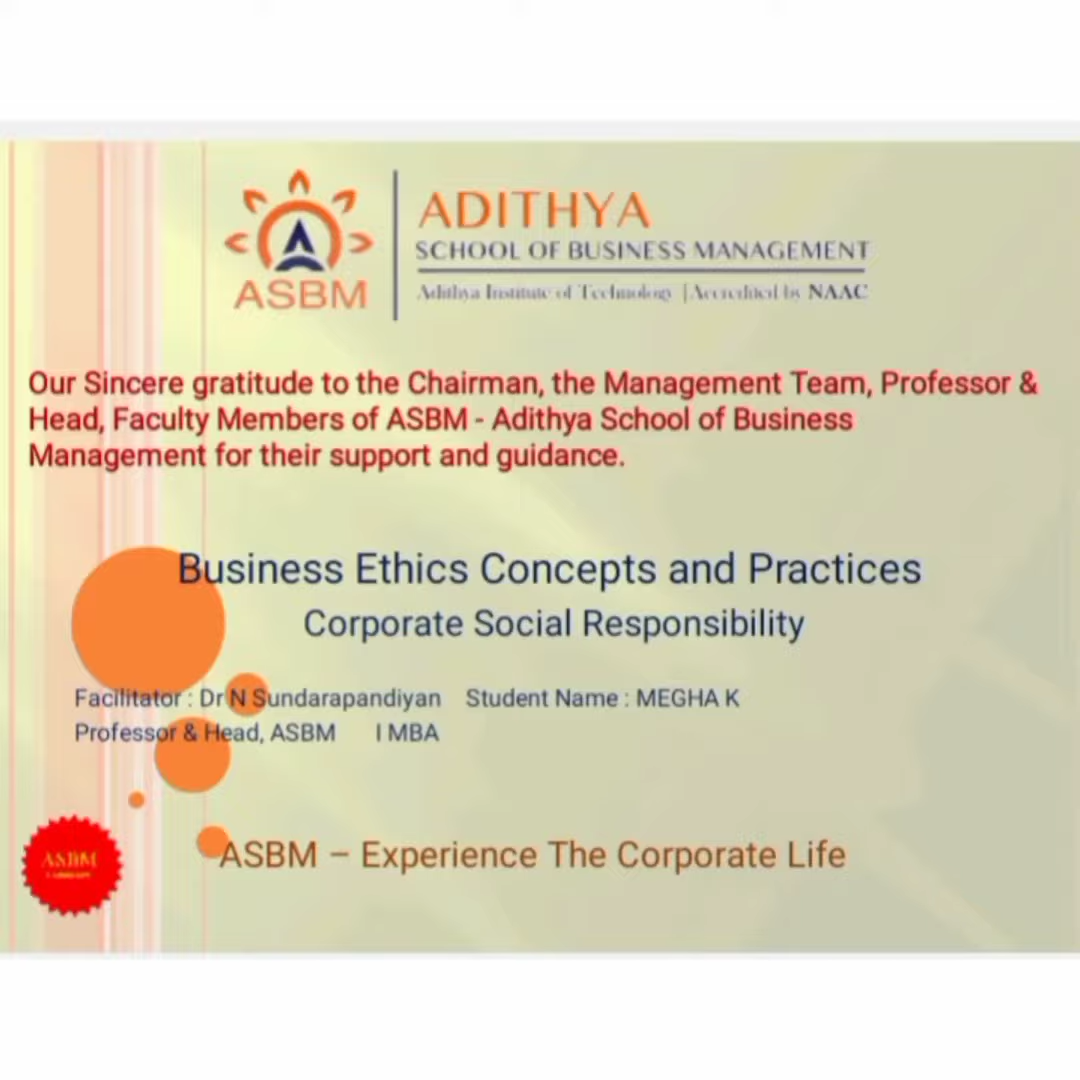 ASBM
ADITHYA
SCHOOL OF BUSINESS MANAGEMENT
Adithya Institute of Technology | Accredited by NAAC
Our Sincere gratitude to the Chairman, the Management Team, Professor &
Head, Faculty Members of ASBM - Adithya School of Business
Management for their support and guidance.
Business Ethics Concepts and Practices
Corporate Social Responsibility
Facilitator : Dr N Sundarapandiyan Student Name : MEGHA K
Professor & Head, ASBM I MBA
ASBM
ASBM – Experience The Corporate Life